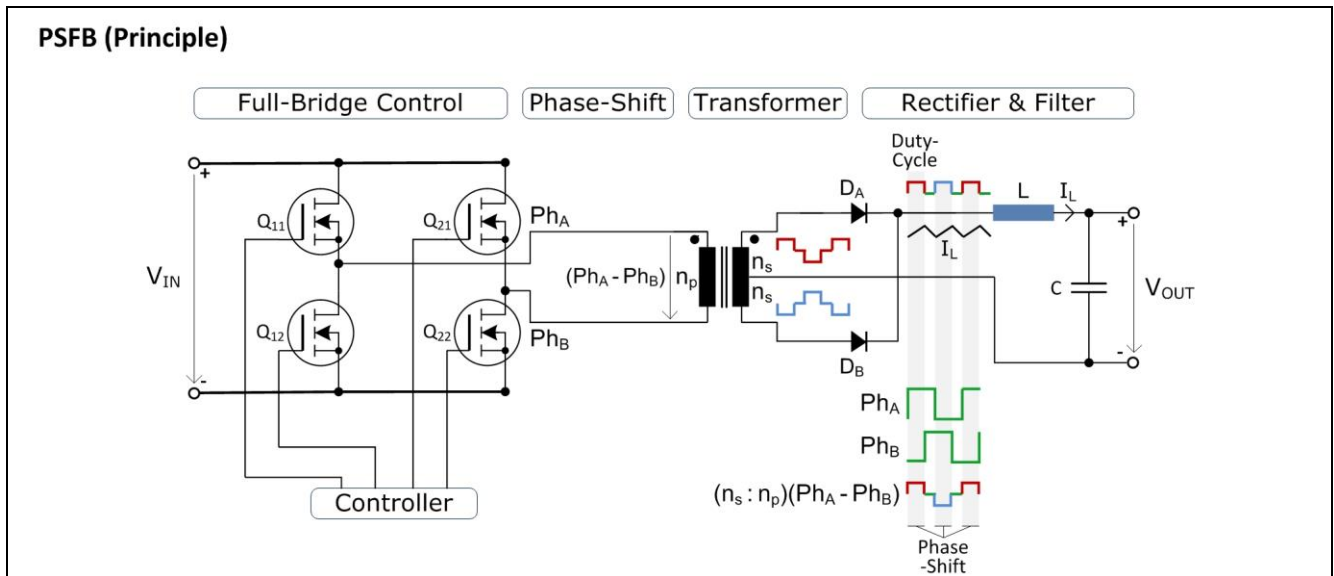 PSFB (Principle)
Full-Bridge Control
Phase-Shift
Transformer
Rectifier & Filter
Duty-
Cycle
+
Q11
Q21
PhA
DA
L
IL
+
VIN
(PhA - PhB)
np
ns
ns
IL
C
VOUT
Q12
Q22
PhB
DB
-
-
PhA
PhB
(ns : np)(PhA - PhB)
Controller
Phase
-Shift